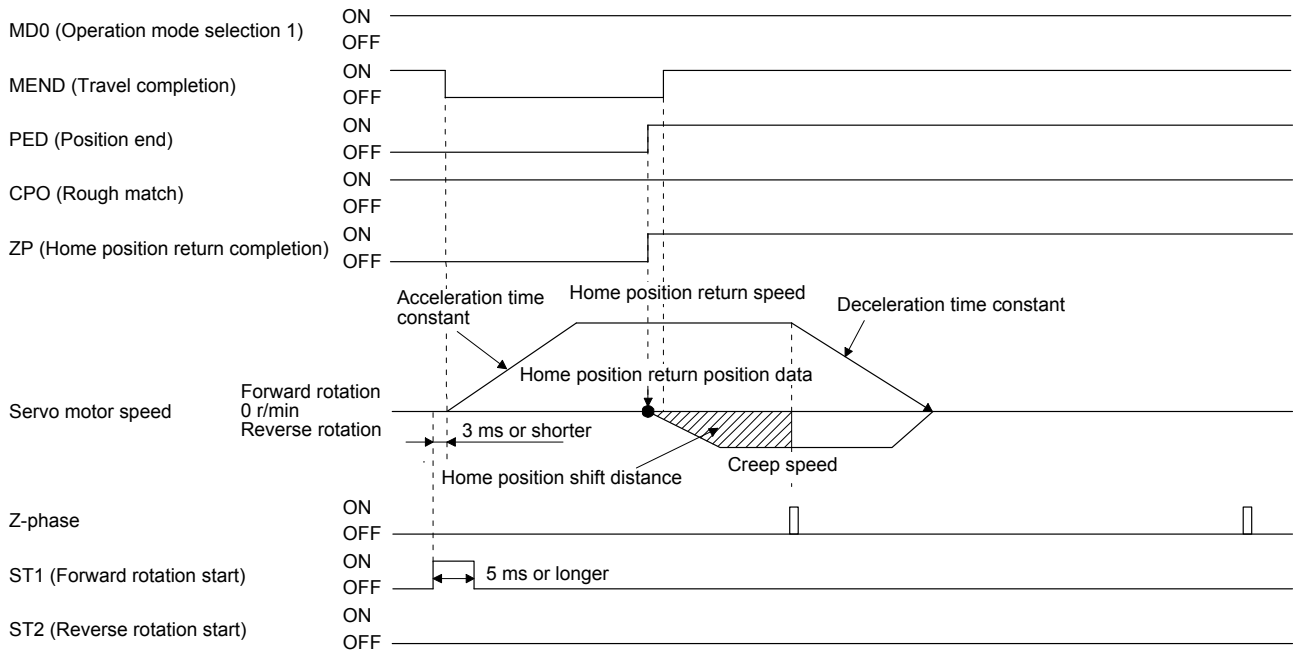 MD0 (Operation mode selection 1)
ON
OFF
MEND (Travel completion)
ON
OFF
PED (Position end)
ON
OFF
CPO (Rough match)
ON
OFF
ZP (Home position return completion)
ON
OFF
Acceleration time
constant
Home position return speed
Deceleration time constant
Home position return position data
Servo motor speed
Forward rotation
0 r/min
Reverse rotation
3 ms or shorter
Creep speed
Home position shift distance
Z-phase
ON
OFF
ST1 (Forward rotation start)
ON
OFF
5 ms or longer
ST2 (Reverse rotation start)
ON
OFF